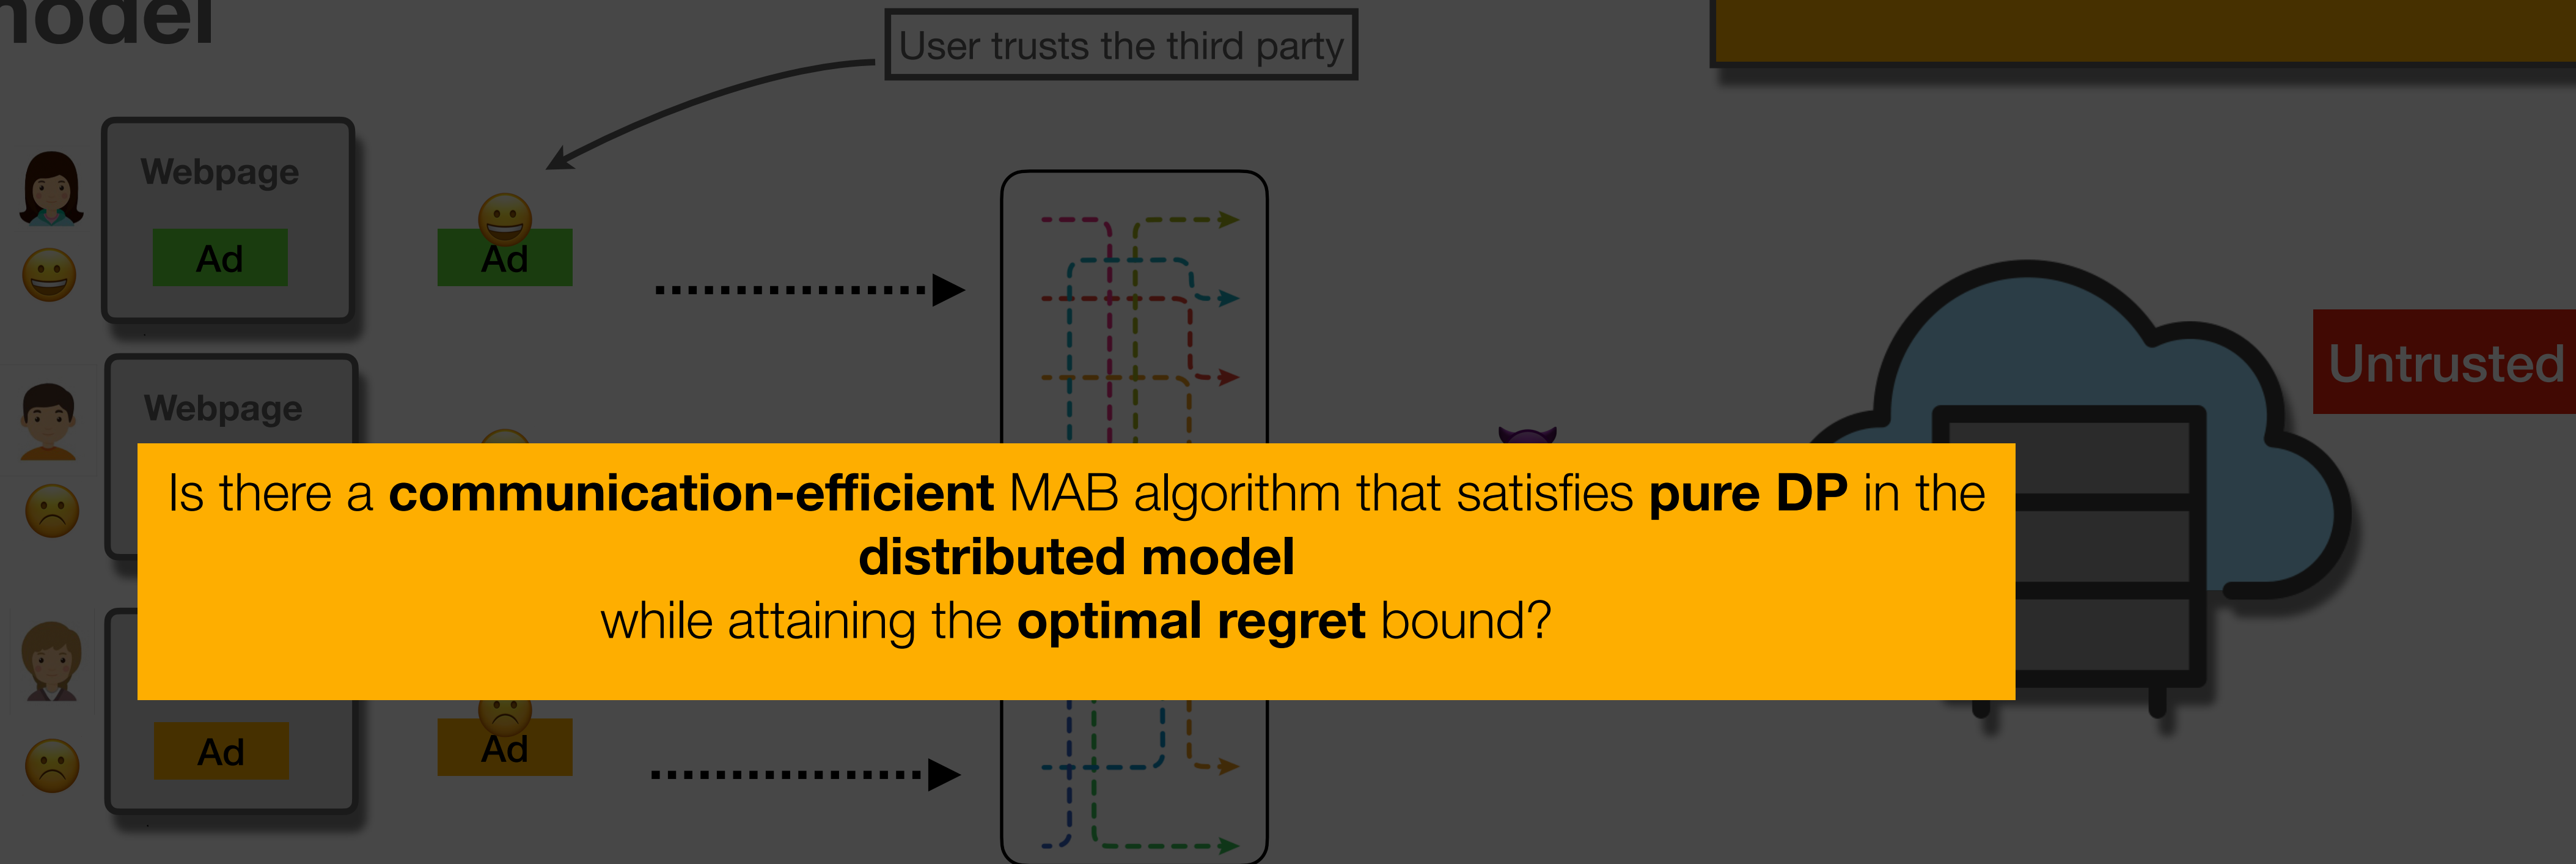 User trusts the third party
Webpage
Ad
Ad
Untrusted
Webpage
Is there a communication-efficient MAB algorithm that satisfies pure DP in the
distributed model
while attaining the optimal regret bound?
Ad
Ad